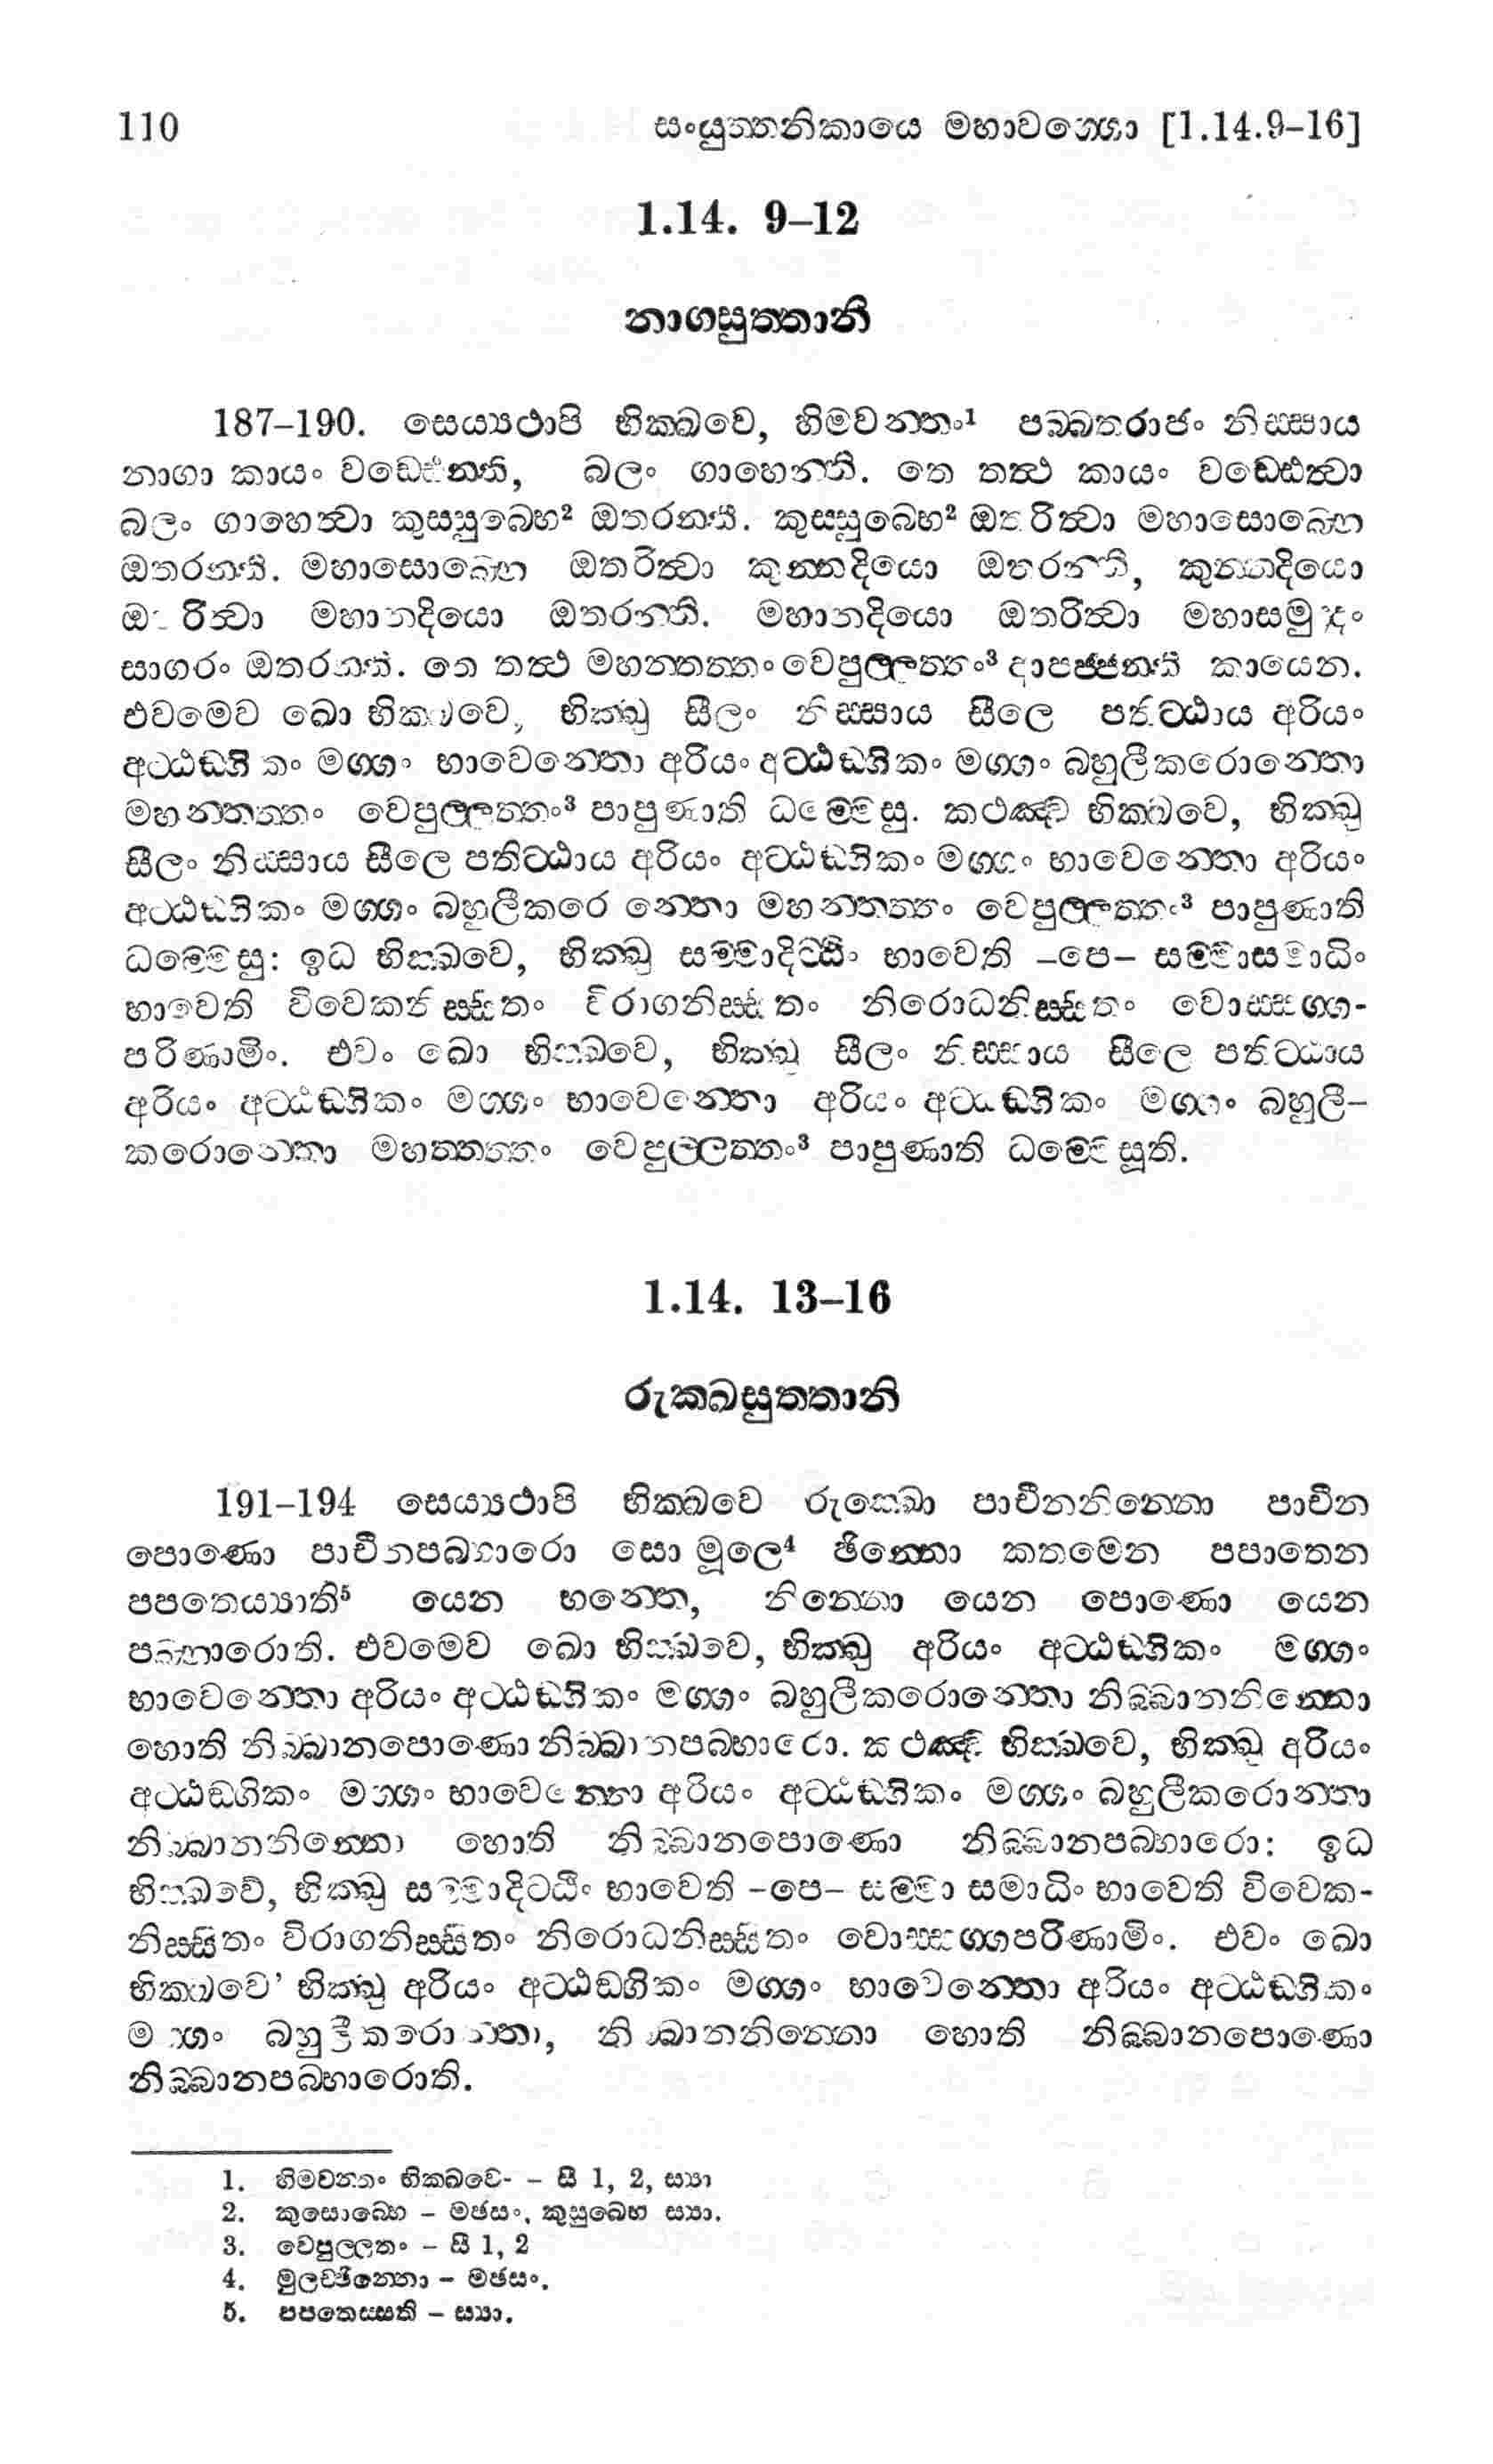 110 සංයුත්තනිකායෙ මහාවග්ගො [1.14.9–16]
1.14. 9–12
නාගසුත්තානි
187–190. සෙය්‍යථාපි භික්ඛවෙ, හිමවන්තං¹ පබ්බතරාජං නිස්සාය
නාගා කායං වඩ්ඪෙන්ති, බලං ගාහෙන්ති. තෙ තත්‍ථ කායං වඩ්ඪෙත්‍වා
බලං ගාහෙත්‍වා කුස්සුබ්භෙ² ඔතරන්ති. කුස්සුබ්භෙ² ඔතරිත්‍වා මහාසොබ්භෙ
ඔතරන්ති. මහාසොබ්භෙ ඔතරිත්‍වා කුන්නදියො ඔතරන්ති, කුන්නදියො
ඔතරිත්‍වා මහානදියො ඔතරන්ති. මහානදියො ඔතරිත්‍වා මහාසමුද්දං
සාගරං ඔතරන්ති. තෙ තත්‍ථ මහන්තත්තං වෙපුල්ලත්තං³ ආපජ්ජන්ති කායෙන.
එවමෙව ඛො භික්ඛවෙ, භික්ඛු සීලං නිස්සාය සීලෙ පතිට්ඨාය අරියං
අට්ඨඞ්ගිකං මග්ගං භාවෙන්තො අරියං අට්ඨඞ්ගිකං මග්ගං බහුලීකරොන්තො
මහන්තත්තං වෙපුල්ලත්තං³ පාපුණාති ධම්මෙසු. කථඤ්ච භික්ඛවෙ, භික්ඛු
සීලං නිස්සාය සීලෙ පතිට්ඨාය අරියං අට්ඨඞ්ගිකං මග්ගං භාවෙන්තො අරියං
අට්ඨඞ්ගිකං මග්ගං බහුලීකරොන්තො මහන්තත්තං වෙපුල්ලත්තං³ පාපුණාති
ධම්මෙසු: ඉධ භික්ඛවෙ, භික්ඛු සම්මාදිට්ඨිං භාවෙති –පෙ– සම්මාසමාධිං
භාවෙති විවෙකනිස්සිතං විරාගනිස්සිතං නිරොධනිස්සිතං වොස්සග්ග-
පරිණාමිං. එවං ඛො භික්ඛවෙ, භික්ඛු සීලං නිස්සාය සීලෙ පතිට්ඨාය
අරියං අට්ඨඞ්ගිකං මග්ගං භාවෙන්තො අරියං අට්ඨඞ්ගිකං මග්ගං බහුලී–
කරොන්තො මහත්තත්තං වෙපුල්ලත්තං³ පාපුණාති ධම්මෙසූති.
1.14. 13–16
රුක්ඛසුත්තානි
191–194 සෙය්‍යථාපි භික්ඛවෙ රුක්ඛො පාචීනනින්නො පාචීන
පොණො පාචීනපබ්භාරො සො මූලෙ⁴ ඡින්නො කතමෙන පපාතෙන
පපතෙය්‍යාති⁵ යෙන භන්තෙ, නින්නො යෙන පොණො යෙන
පබ්භාරොති. එවමෙව ඛො භික්ඛවෙ, භික්ඛු අරියං අට්ඨඞ්ගිකං මග්ගං
භාවෙන්තො අරියං අට්ඨඞ්ගිකං මග්ගං බහුලීකරොන්තො නිබ්බානනින්නො
හොති නිබ්බානපොණො නිබ්බානපබ්භාරො. කථඤ්ච භික්ඛවෙ, භික්ඛු අරියං
අට්ඨඞ්ගිකං මග්ගං භාවෙන්තො අරියං අට්ඨඞ්ගිකං මග්ගං බහුලීකරොන්තා
නිබ්බානනින්නො හොති නිබ්බානපොණො නිබ්බානපබ්භාරො: ඉධ
භික්ඛවේ, භික්ඛු සම්මාදිට්ඨිං භාවෙති –පෙ– සම්මා සමාධිං භාවෙති විවෙක-
නිස්සිතං විරාගනිස්සිතං නිරොධනිස්සිතං වොස්සග්ගපරිණාමිං. එවං ඛො
භික්ඛවෙ’ භික්ඛු අරියං අට්ඨඞ්ගිකං මග්ගං භාවෙන්තො අරියං අට්ඨඞ්ගිකං
මග්ගං බහුලීකරොන්තා, නිබ්බානනින්නො හොති නිබ්බානපොණො
නිබ්බානපබ්භාරොති.
1. හිමවන්තං භික්ඛවෙ- – සී 1, 2, ස්‍යා
2. කුසොබ්භෙ – මජසං, කුසුබ්භෙ ස්‍යා.
3. වෙපුල්ලතං – සී 1, 2
4. මුලච්ඡින්නො – මජසං.
5. පපතෙස්සති – ස්‍යා.